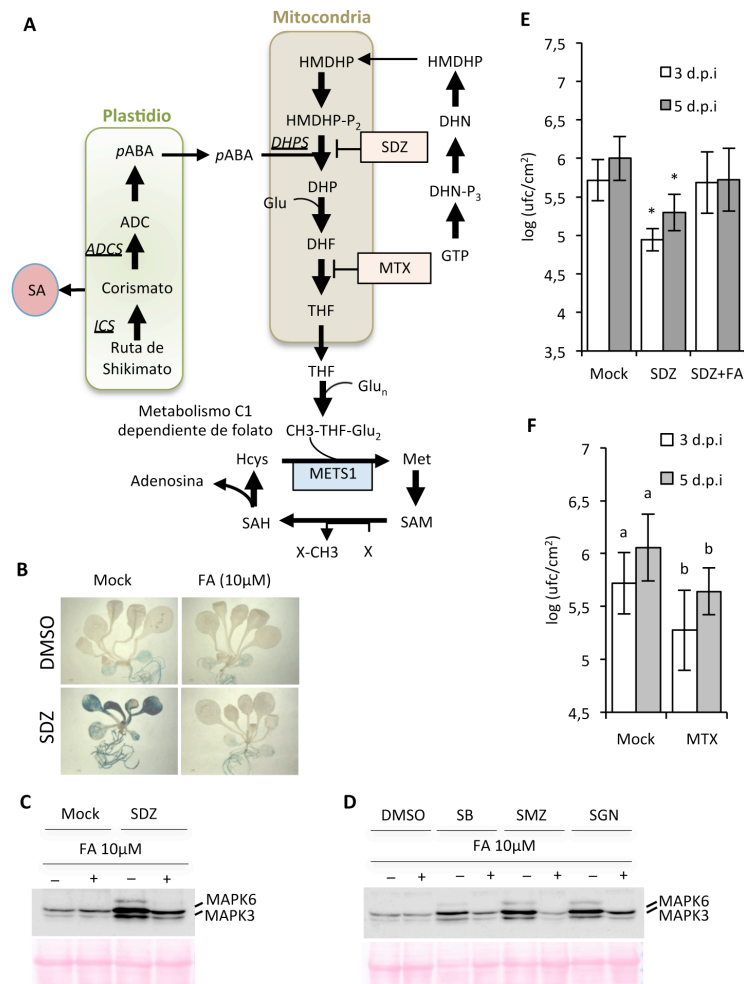 A
Mitocondria
HMDHP
HMDHP
Plastidio
HMDHP-P2
DHN
pABA
pABA
DHPS
SDZ
DHP
DHN-P3
Glu
ADC
ADCS
DHF
GTP
MTX
SA
Corismato
THF
ICS
Ruta de
Shikimato
THF
Glun
Metabolismo C1
dependiente de folato
CH3-THF-Glu2
Hcys
Met
METS1
Adenosina
SAH
SAM
X-CH3
X
B
Mock
FA (10µM)
DMSO
SDZ
C
Mock
SDZ
FA 10µM
–
+
–
+
MAPK6
MAPK3
D
DMSO
SB
SMZ
SGN
FA 10µM
–
+
–
+
–
+
–
+
MAPK6
MAPK3
E
log (ufc/cm2)
7,5
7
6,5
6
5,5
5
4,5
4
3,5
3 d.p.i
5 d.p.i
*
*
Mock
SDZ
SDZ+FA
F
log (ufc/cm2)
7
6,5
6
5,5
5
4,5
3 d.p.i
5 d.p.i
a
a
b
b
Mock
MTX